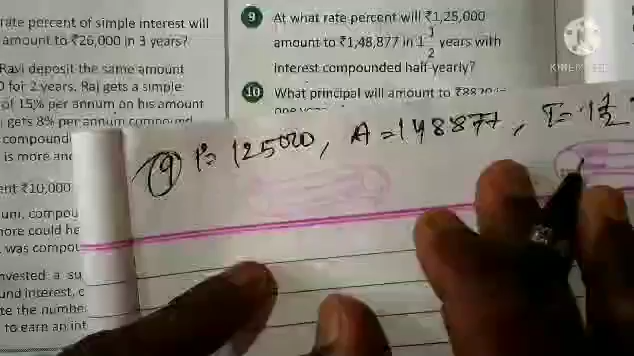 rate percent of simple interest will
amount to ₹26,000 in 3 years?
Ravi deposit the same amount
0 for 2 years. Raj gets a simple
of 15% per annum on his amount
gets 8% per annum compound
compound
is more and
ent ₹10,000
um, compou
more could he
was compou
nvested a su
und interest, c
te the numbe
to earn an int
9 At what rate percent will ₹1,25,000
amount to ₹1,48,877 in 1 1/2 years with
interest compounded half-yearly?
10 What principal will amount to ₹8820
one year
9 P= 125000, A = 148877, T= 1 1/2
N
KINEMASTER